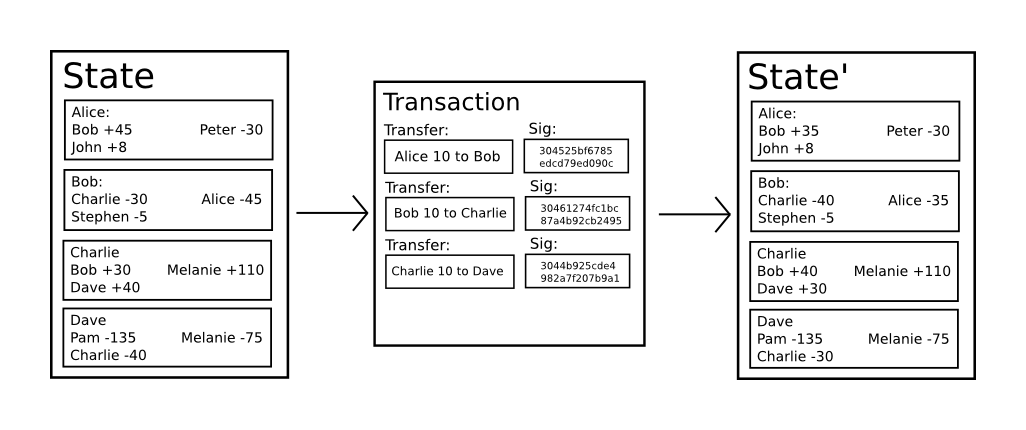 State
Alice:
Bob +45 Peter -30
John +8
Bob:
Charlie -30 Alice -45
Stephen -5
Charlie
Bob +30 Melanie +110
Dave +40
Dave
Pam -135 Melanie -75
Charlie -40
Transaction
Transfer: Sig:
Alice 10 to Bob
304525bf6785
edcd79ed090c
Transfer: Sig:
Bob 10 to Charlie
30461274fc1bc
87a4b92cb2495
Transfer: Sig:
Charlie 10 to Dave
3044b925cde4
982a7f207b9a1
State'
Alice:
Bob +35 Peter -30
John +8
Bob:
Charlie -40 Alice -35
Stephen -5
Charlie
Bob +40 Melanie +110
Dave +30
Dave
Pam -135 Melanie -75
Charlie -30